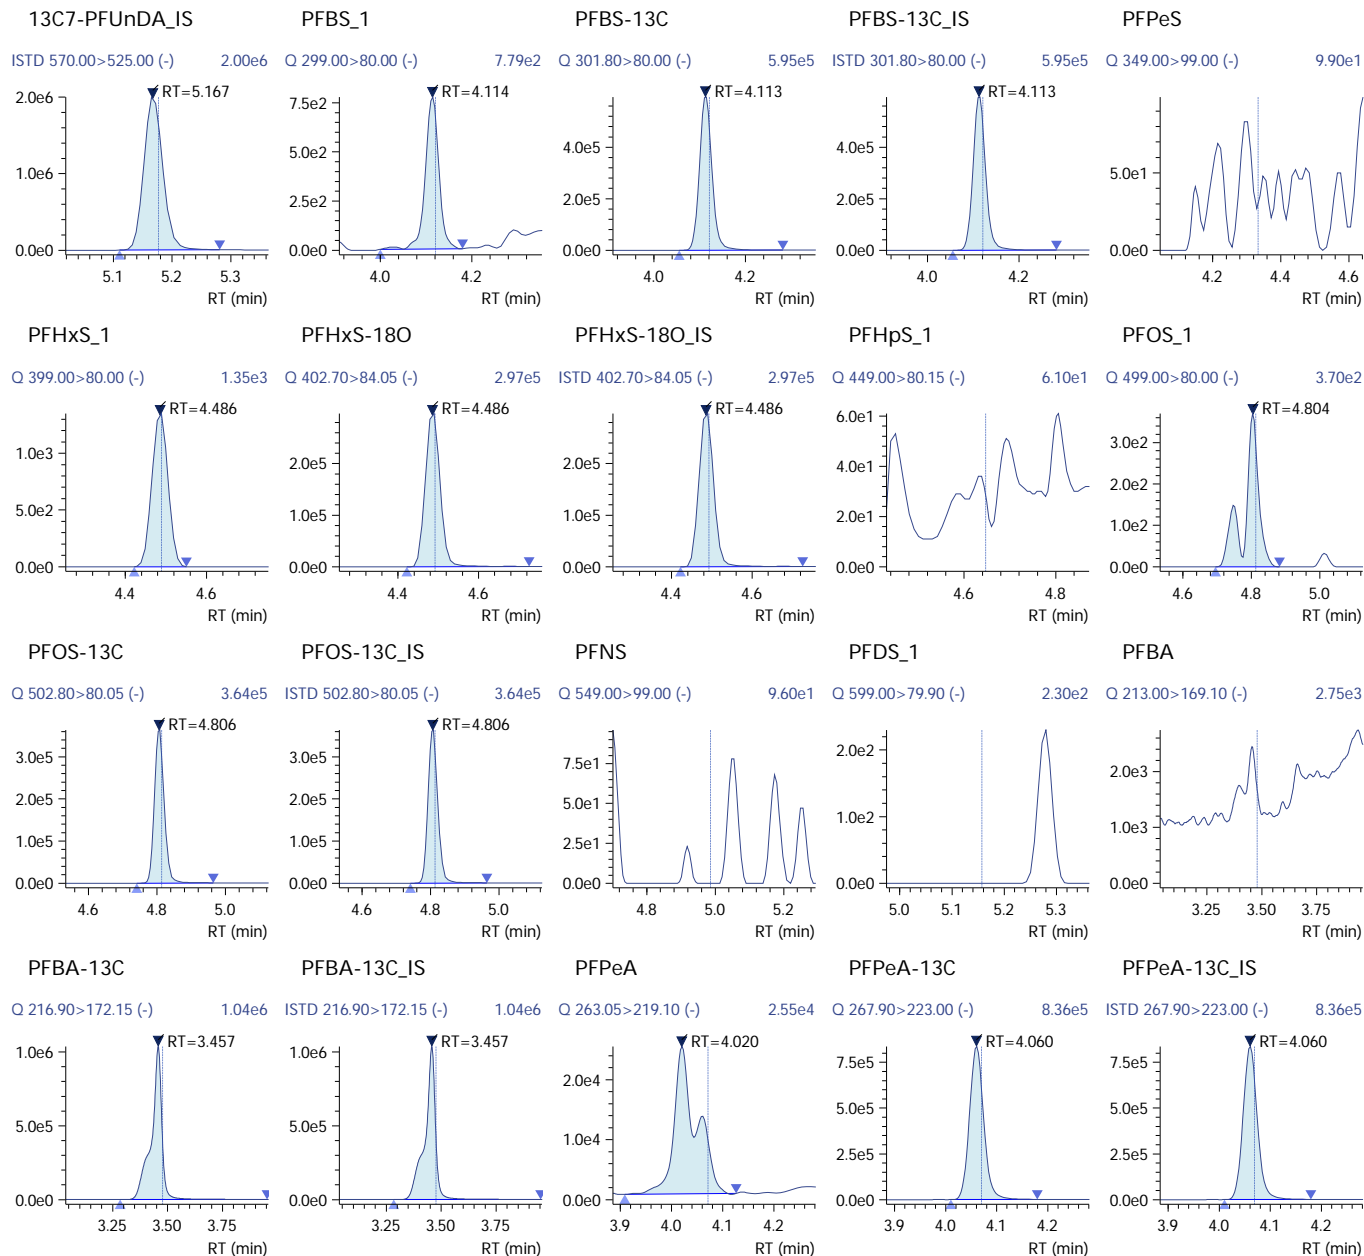 13C7-PFUnDA_IS PFBS_1 PFBS-13C PFBS-13C_IS PFPeS
ISTD 570.00>525.00 (-) 2.00e6 Q 299.00>80.00 (-) 7.79e2 Q 301.80>80.00 (-) 5.95e5 ISTD 301.80>80.00 (-) 5.95e5 Q 349.00>99.00 (-) 9.90e1
2.0e6 RT=5.167 7.5e2 RT=4.114 RT=4.113 RT=4.113
4.0e5 4.0e5
5.0e2
1.0e6 5.0e1
2.5e2 2.0e5 2.0e5
0.0e0 0.0e0 0.0e0 0.0e0 0.0e0
5.1 5.2 5.3 4.0 4.2 4.0 4.2 4.0 4.2 4.2 4.4 4.6
RT (min) RT (min) RT (min) RT (min) RT (min)
PFHxS_1 PFHxS-18O PFHxS-18O_IS PFHpS_1 PFOS_1
Q 399.00>80.00 (-) 1.35e3 Q 402.70>84.05 (-) 2.97e5 ISTD 402.70>84.05 (-) 2.97e5 Q 449.00>80.15 (-) 6.10e1 Q 499.00>80.00 (-) 3.70e2
RT=4.486 RT=4.486 RT=4.486 6.0e1 RT=4.804
1.0e3 2.0e5 2.0e5 4.0e1 3.0e2
2.0e2
5.0e2 1.0e5 1.0e5 2.0e1 1.0e2
0.0e0 0.0e0 0.0e0 0.0e0
4.4 4.6 4.4 4.6 4.4 4.6 4.6 4.8 4.6 4.8 5.0
RT (min) RT (min) RT (min) RT (min) RT (min)
PFOS-13C PFOS-13C_IS PFNS PFDS_1 PFBA
Q 502.80>80.05 (-) 3.64e5 ISTD 502.80>80.05 (-) 3.64e5 Q 549.00>99.00 (-) 9.60e1 Q 599.00>79.90 (-) 2.30e2 Q 213.00>169.10 (-) 2.75e3
RT=4.806 RT=4.806
3.0e5 3.0e5 7.5e1 2.0e2 2.0e3
2.0e5 2.0e5 5.0e1
1.0e2 1.0e3
1.0e5 1.0e5 2.5e1
0.0e0 0.0e0 0.0e0 0.0e0 0.0e0
4.6 4.8 5.0 4.6 4.8 5.0 4.8 5.0 5.2 5.0 5.1 5.2 5.3 3.25 3.50 3.75
RT (min) RT (min) RT (min) RT (min) RT (min)
PFBA-13C PFBA-13C_IS PFPeA PFPeA-13C PFPeA-13C_IS
Q 216.90>172.15 (-) 1.04e6 ISTD 216.90>172.15 (-) 1.04e6 Q 263.05>219.10 (-) 2.55e4 Q 267.90>223.00 (-) 8.36e5 ISTD 267.90>223.00 (-) 8.36e5
1.0e6 RT=3.457 1.0e6 RT=3.457 RT=4.020 RT=4.060 RT=4.060
2.0e4 7.5e5 7.5e5
5.0e5 5.0e5 1.0e4 5.0e5 5.0e5
2.5e5 2.5e5
0.0e0 0.0e0 0.0e0 0.0e0 0.0e0
3.25 3.50 3.75 3.25 3.50 3.75 3.9 4.0 4.1 4.2 3.9 4.0 4.1 4.2 3.9 4.0 4.1 4.2
RT (min) RT (min) RT (min) RT (min) RT (min)